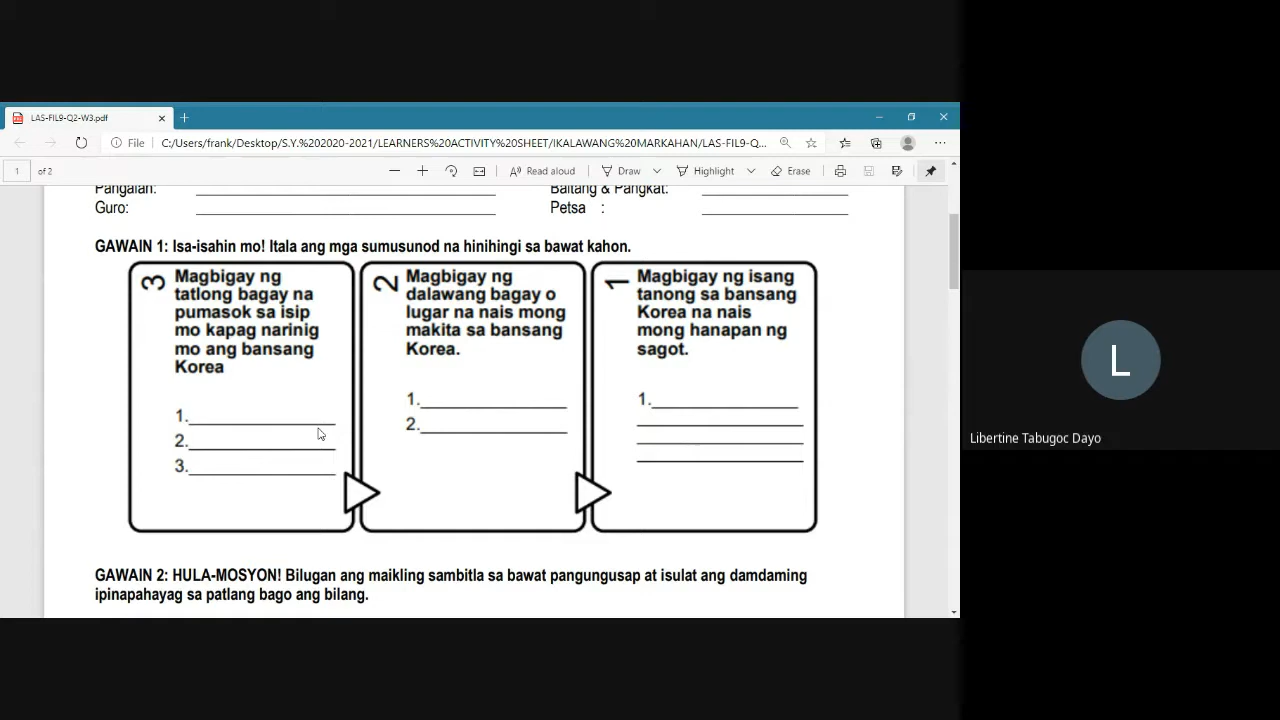 LAS-FIL9-Q2-W3.pdf
File
C:/Users/frank/Desktop/S.Y.%202020-2021/LEARNERS%20ACTIVITY%20SHEET/IKALAWANG%20MARKAHAN/LAS-FIL9-Q...
1 of 2
Read aloud
Draw
Highlight
Erase
Pangalan: Baitang & Pangkat:
Guro: Petsa :
GAWAIN 1: Isa-isahin mo! Itala ang mga sumusunod na hinihingi sa bawat kahon.
3
Magbigay ng
tatlong bagay na
pumasok sa isip
mo kapag narinig
mo ang bansang
Korea
1.
2.
3.
2
Magbigay ng
dalawang bagay o
lugar na nais mong
makita sa bansang
Korea.
1.
2.
1
Magbigay ng isang
tanong sa bansang
Korea na nais
mong hanapan ng
sagot.
1.
GAWAIN 2: HULA-MOSYON! Bilugan ang maikling sambitla sa bawat pangungusap at isulat ang damdaming
ipinapahayag sa patlang bago ang bilang.
L
Libertine Tabugoc Dayo